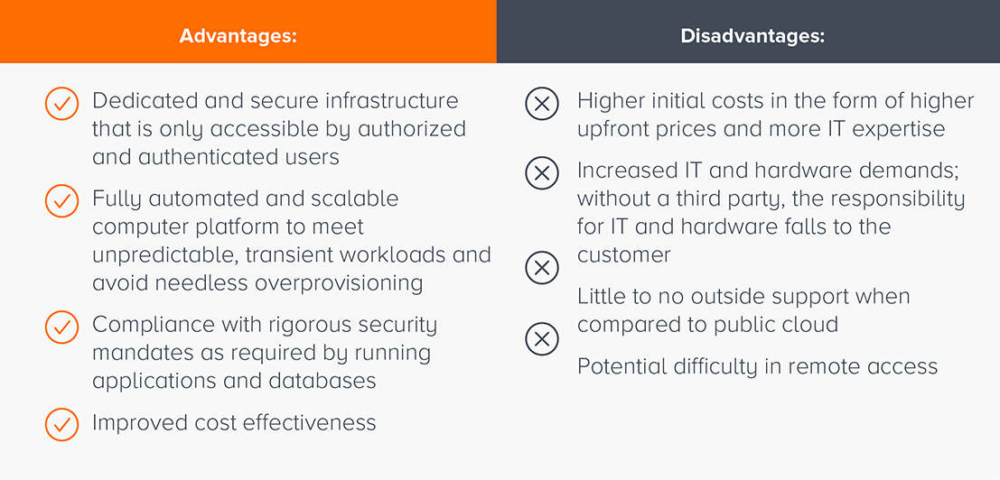 Advantages:
Dedicated and secure infrastructure
that is only accessible by authorized
and authenticated users
Fully automated and scalable
computer platform to meet
unpredictable, transient workloads and
avoid needless overprovisioning
Compliance with rigorous security
mandates as required by running
applications and databases
Improved cost effectiveness
Disadvantages:
Higher initial costs in the form of higher
upfront prices and more IT expertise
Increased IT and hardware demands;
without a third party, the responsibility
for IT and hardware falls to the
customer
Little to no outside support when
compared to public cloud
Potential difficulty in remote access